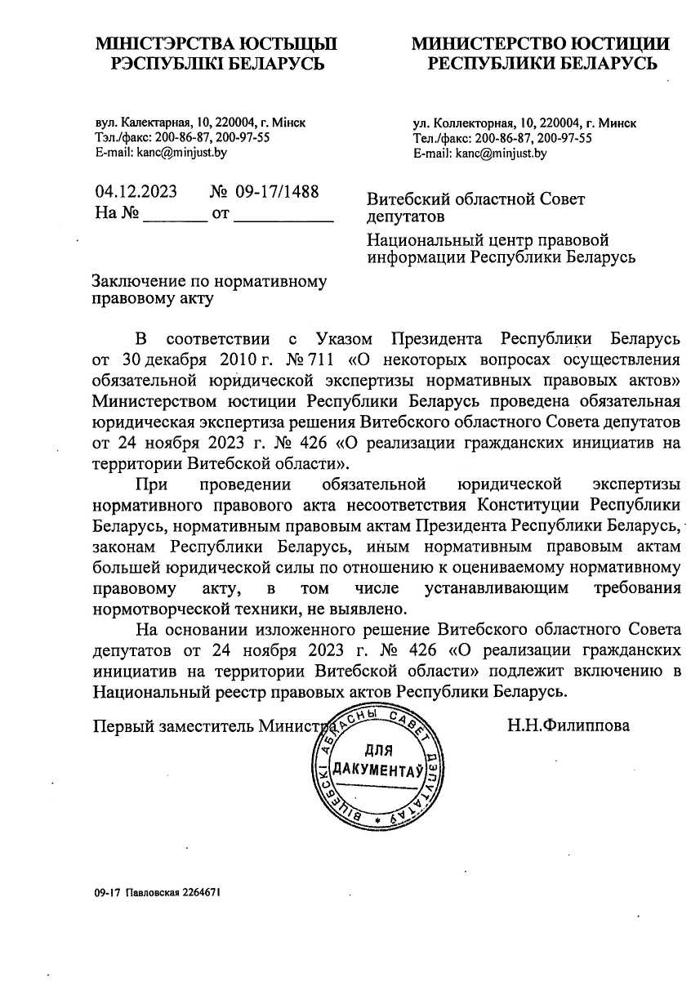 МІНІСТЭРСТВА ЮСТЫЦЫІ
РЭСПУБЛІКІ БЕЛАРУСЬ
вул. Калектарная, 10, 220004, г. Мінск
Тэл./факс: 200-86-87, 200-97-55
E-mail: kanc@minjust.by
МИНИСТЕРСТВО ЮСТИЦИИ
РЕСПУБЛИКИ БЕЛАРУСЬ
ул. Коллекторная, 10, 220004, г. Минск
Тел./факс: 200-86-87, 200-97-55
E-mail: kanc@minjust.by
04.12.2023 № 09-17/1488
На № ________ от ____________
Витебский областной Совет
депутатов
Национальный центр правовой
информации Республики Беларусь
Заключение по нормативному
правовому акту
В соответствии с Указом Президента Республики Беларусь
от 30 декабря 2010 г. № 711 «О некоторых вопросах осуществления
обязательной юридической экспертизы нормативных правовых актов»
Министерством юстиции Республики Беларусь проведена обязательная
юридическая экспертиза решения Витебского областного Совета депутатов
от 24 ноября 2023 г. № 426 «О реализации гражданских инициатив на
территории Витебской области».
При проведении обязательной юридической экспертизы
нормативного правового акта несоответствия Конституции Республики
Беларусь, нормативным правовым актам Президента Республики Беларусь,
законам Республики Беларусь, иным нормативным правовым актам
большей юридической силы по отношению к оцениваемому нормативному
правовому акту, в том числе устанавливающим требования
нормотворческой техники, не выявлено.
На основании изложенного решение Витебского областного Совета
депутатов от 24 ноября 2023 г. № 426 «О реализации гражданских
инициатив на территории Витебской области» подлежит включению в
Национальный реестр правовых актов Республики Беларусь.
Первый заместитель Министра Н.Н.Филиппова
ВІЦЕБСКІ АБЛАСНЫ САВЕТ ДЭПУТАТАЎ *
ДЛЯ
ДАКУМЕНТАЎ
09-17 Павловская 2264671